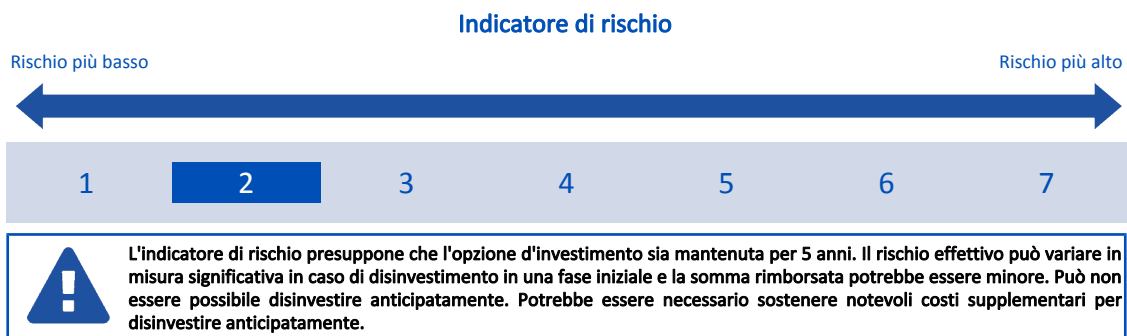 Indicatore di rischio
Rischio più basso Rischio più alto
1 2 3 4 5 6 7
L'indicatore di rischio presuppone che l'opzione d'investimento sia mantenuta per 5 anni. Il rischio effettivo può variare in
misura significativa in caso di disinvestimento in una fase iniziale e la somma rimborsata potrebbe essere minore. Può non
essere possibile disinvestire anticipatamente. Potrebbe essere necessario sostenere notevoli costi supplementari per
disinvestire anticipatamente.